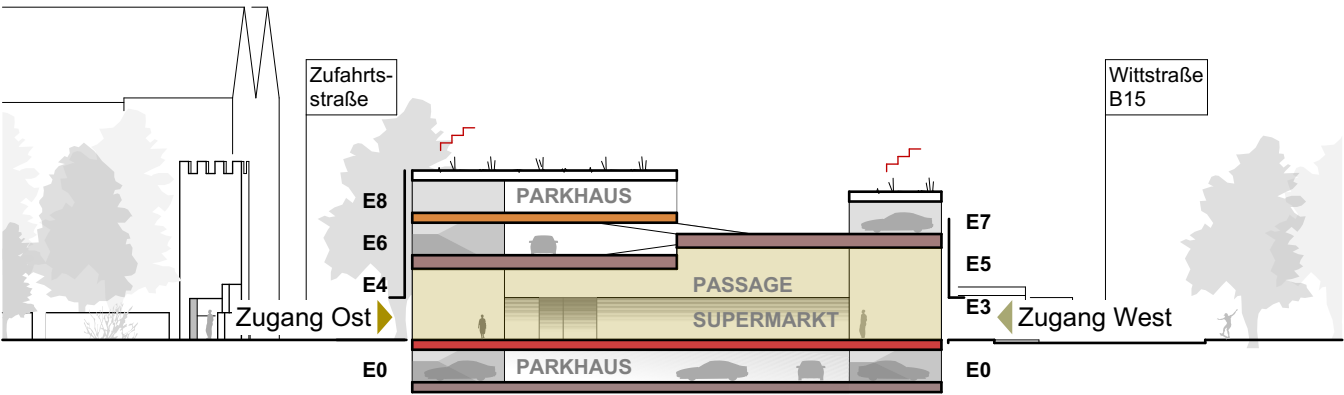 Zufahrts-
straße
Wittstraße
B15
E8
PARKHAUS
E7
E6
E5
E4
PASSAGE
E3
Zugang Ost
SUPERMARKT
Zugang West
E0
PARKHAUS
E0